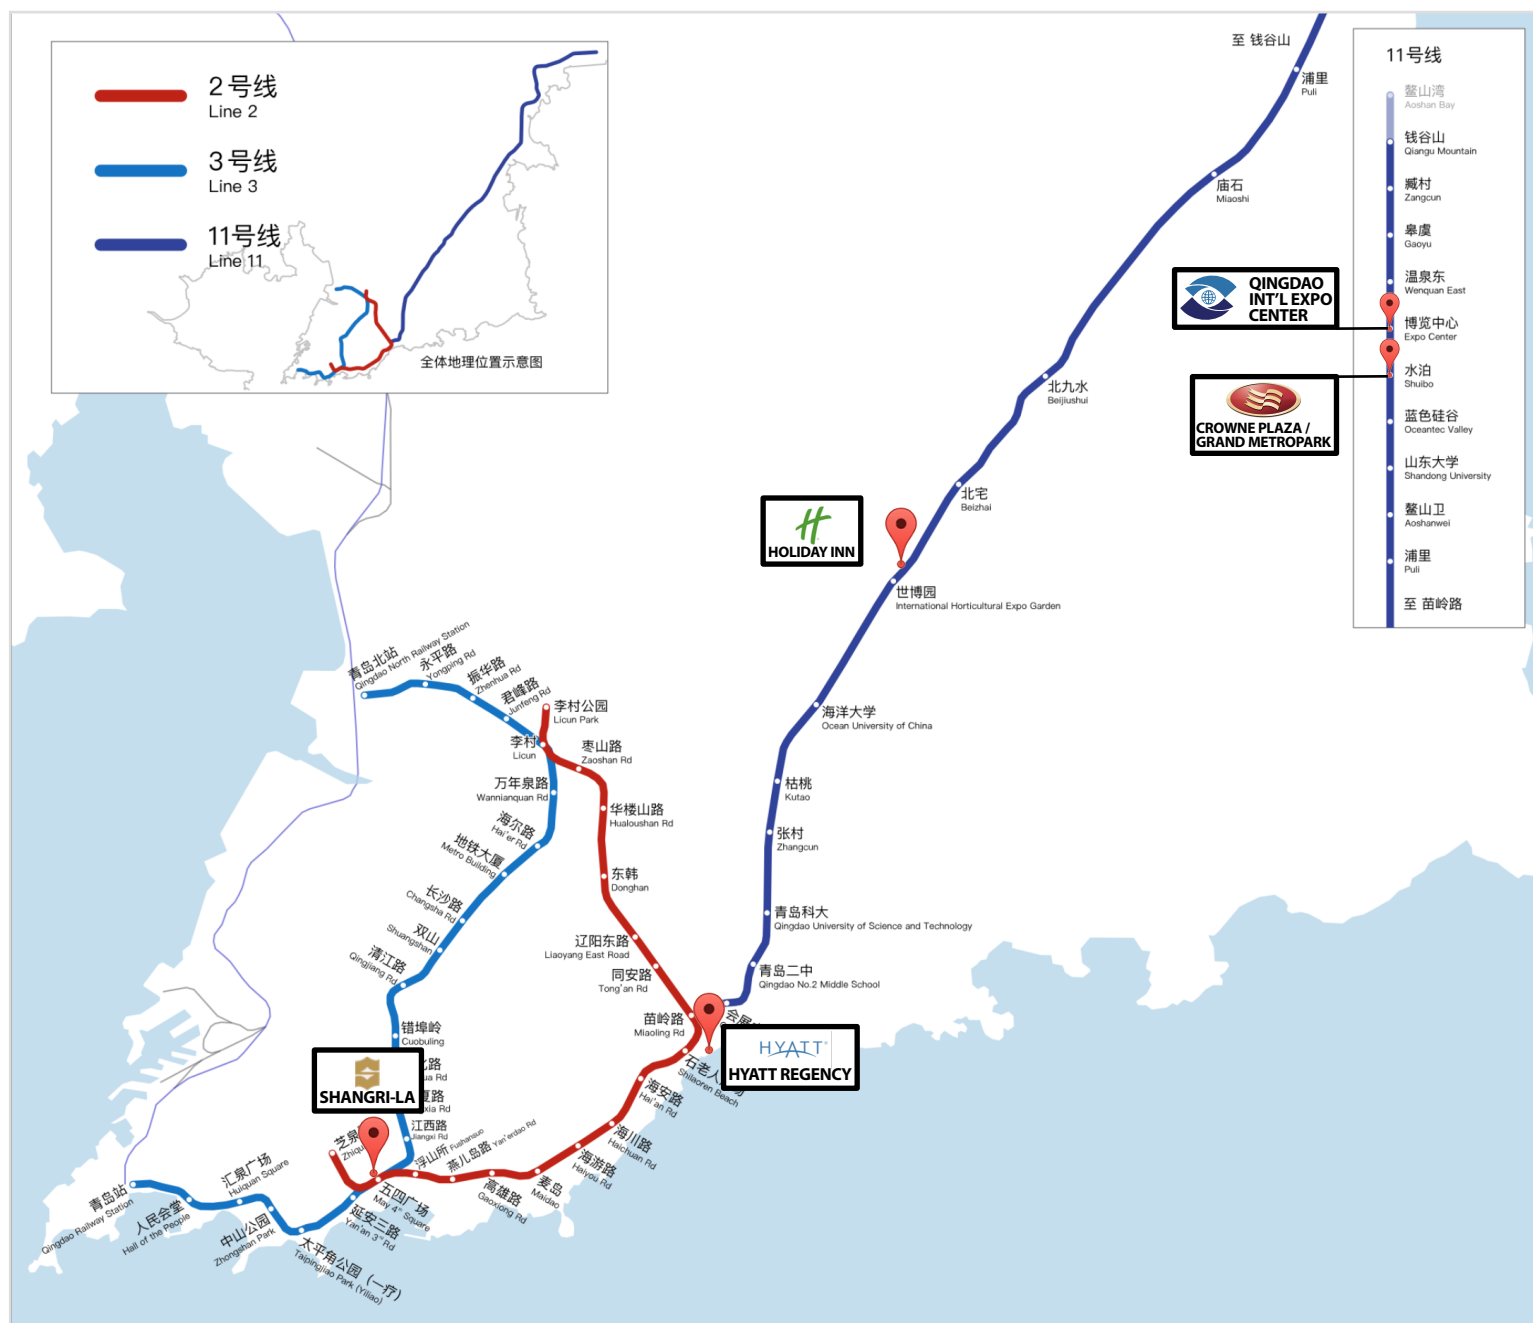 2号线
Line 2
3号线
Line 3
11号线
Line 11
全体地理位置示意图
至 钱谷山
浦里
Puli
庙石
Miaoshi
北九水
Beijiushui
北宅
Beizhai
世博园
International Horticultural Expo Garden
海洋大学
Ocean University of China
枯桃
Kutao
张村
Zhangcun
青岛科大
Qingdao University of Science and Technology
青岛二中
Qingdao No.2 Middle School
会展
11号线
鳌山湾
Aoshan Bay
钱谷山
Qiangu Mountain
臧村
Zangcun
皋虞
Gaoyu
温泉东
Wenquan East
博览中心
Expo Center
水泊
Shuibo
蓝色硅谷
Oceantec Valley
山东大学
Shandong University
鳌山卫
Aoshanwei
浦里
Puli
至 苗岭路
QINGDAO
INT'L EXPO
CENTER
CROWNE PLAZA /
GRAND METROPARK
HOLIDAY INN
HYATT
HYATT REGENCY
SHANGRI-LA
青岛北站
Qingdao North Railway Station
永平路
Yongping Rd
振华路
Zhenhua Rd
君峰路
Junfeng Rd
李村公园
Licun Park
李村
Licun
枣山路
Zaoshan Rd
万年泉路
Wannianquan Rd
华楼山路
Hualoushan Rd
海尔路
Hai'er Rd
地铁大厦
Metro Building
东韩
Donghan
长沙路
Changsha Rd
双山
Shuangshan
辽阳东路
Liaoyang East Road
清江路
Qingjiang Rd
同安路
Tong'an Rd
苗岭路
Miaoling Rd
错埠岭
Cuobuling
路
ua Rd
厦路
xia Rd
石老人
Shilaoren Beach
海安路
Hai'an Rd
江西路
Jiangxi Rd
海川路
Haichuan Rd
芝泉
Zhiqu
浮山所 Fushansuo
燕儿岛路 Yan'erdao Rd
海游路
Haiyou Rd
麦岛
Maidao
高雄路
Gaoxiong Rd
五四广场
May 4th Square
延安三路
Yan'an 3rd Rd
汇泉广场
Huiquan Square
青岛站
Qingdao Railway Station
人民会堂
Hall of the People
中山公园
Zhongshan Park
太平角公园（一疗）
Taipingjiao Park (Yiliao)